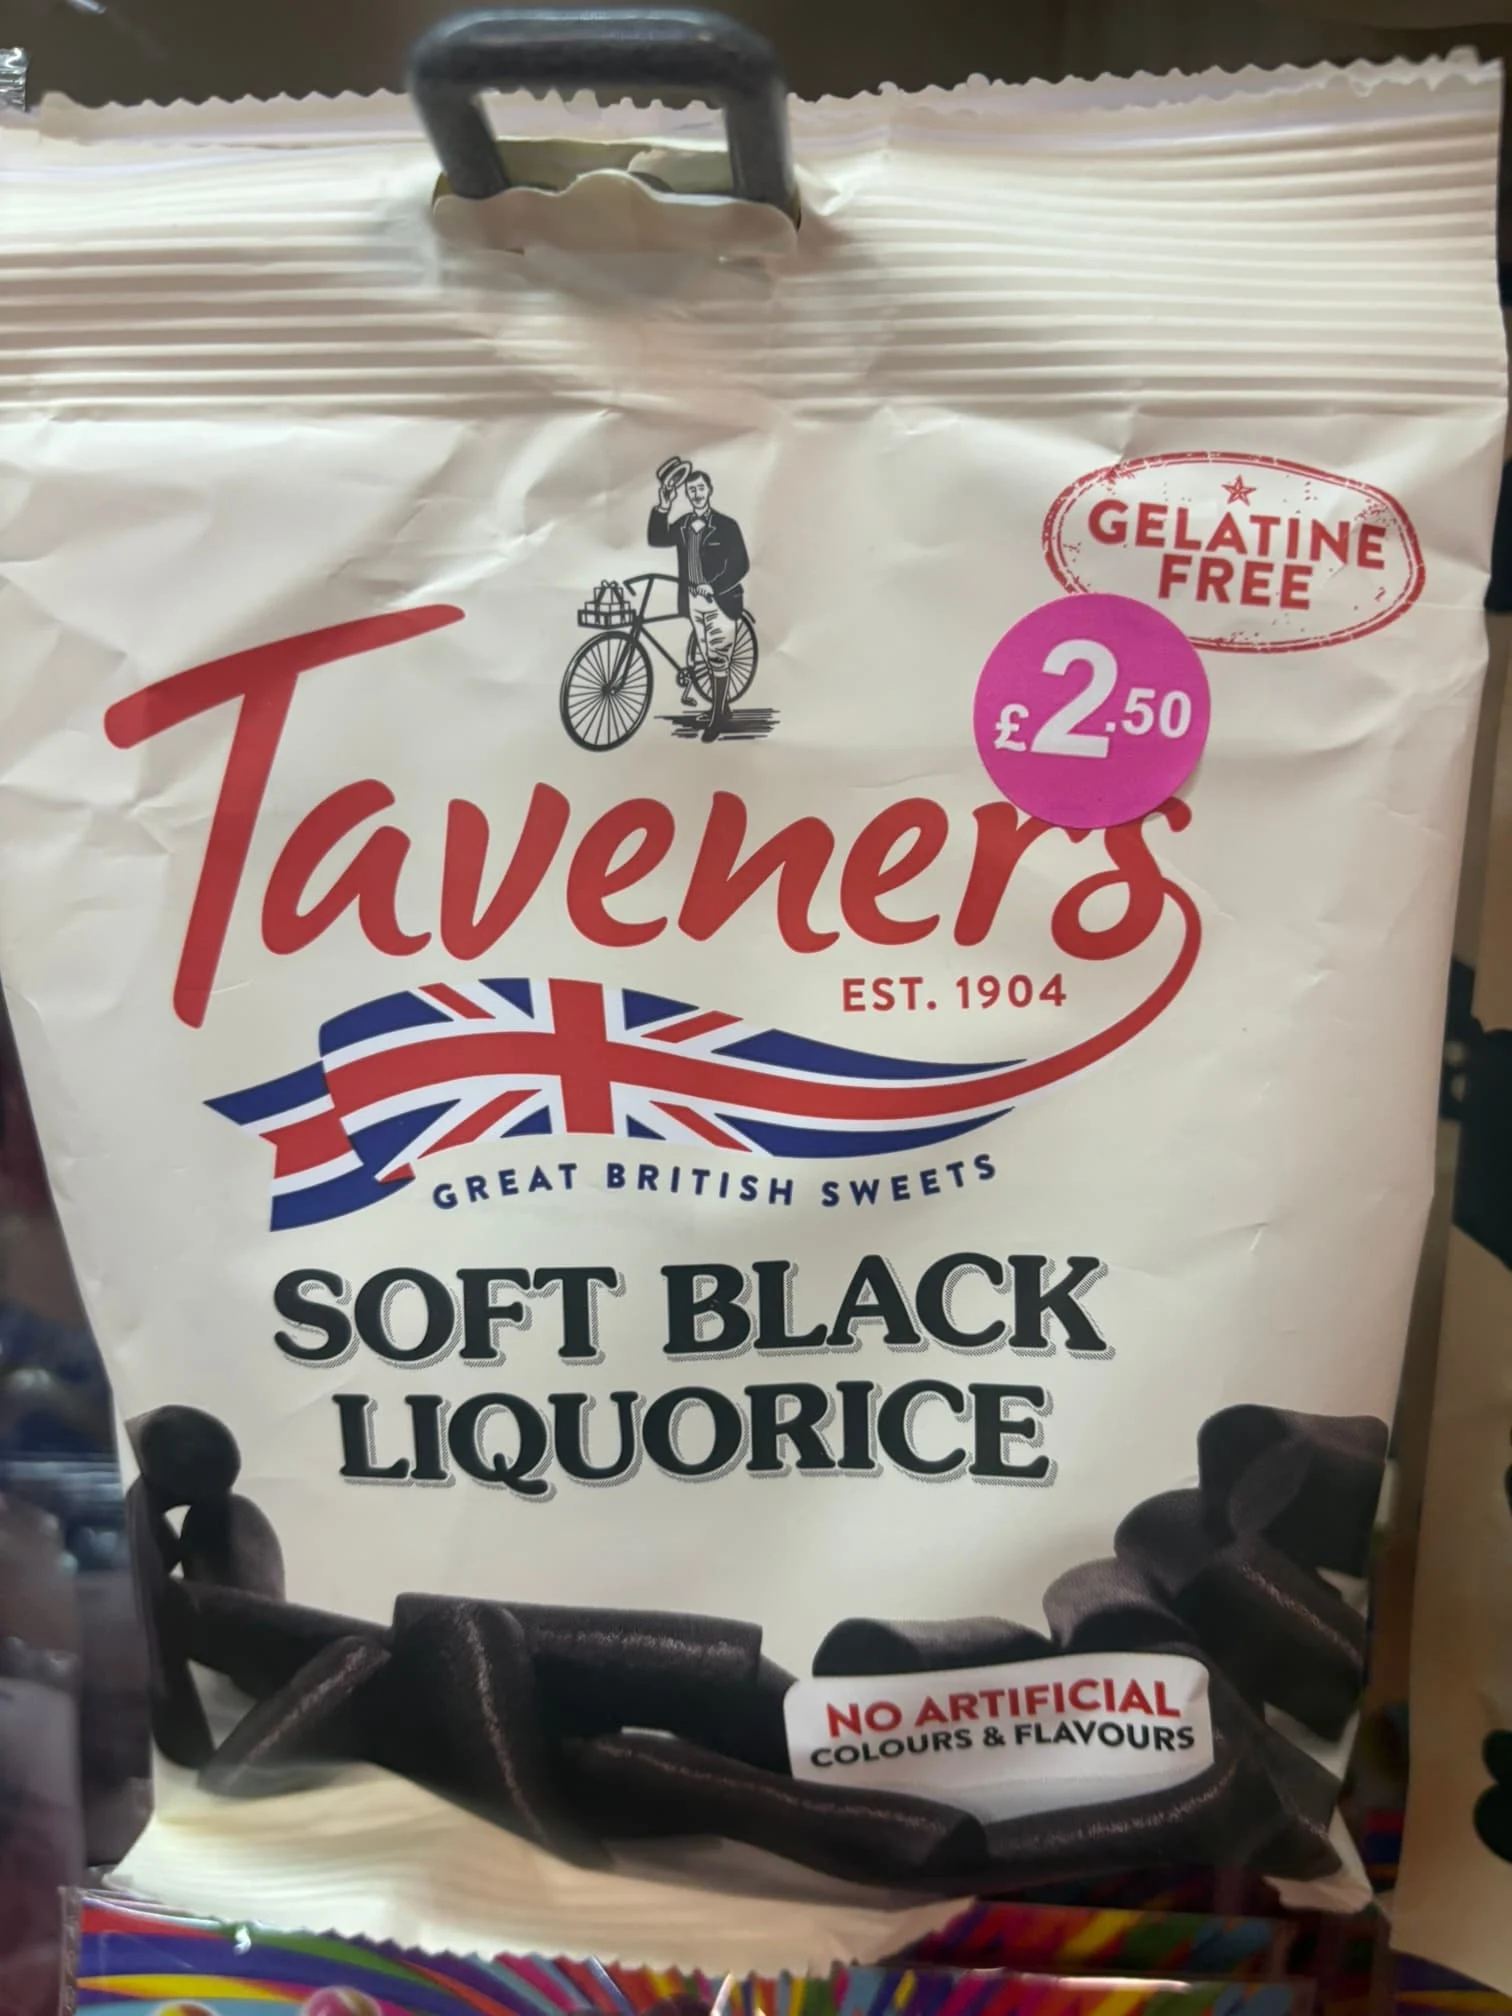 GELATINE
FREE
£2.50
Taveners
EST. 1904
GREAT BRITISH SWEETS
SOFT BLACK
LIQUORICE
NO ARTIFICIAL
COLOURS & FLAVOURS